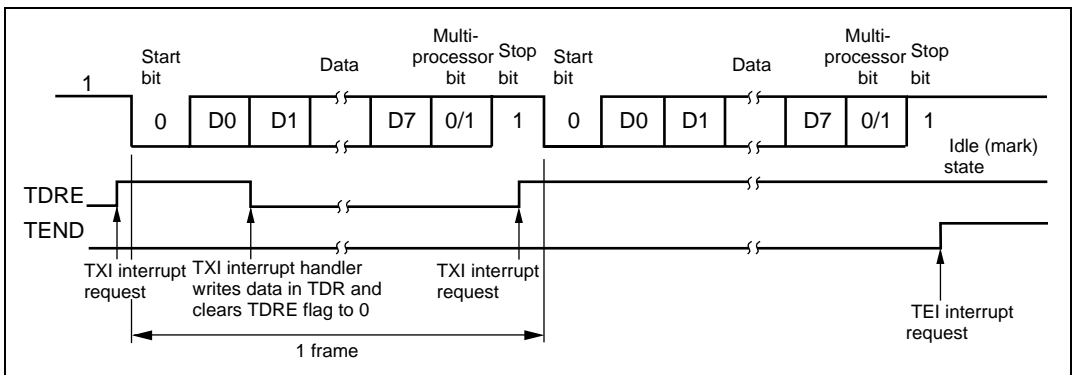 Start bit
Data
Multi-processor bit
Stop bit
Start bit
Data
Multi-processor bit
Stop bit
1
0 D0 D1 D7 0/1 1 0 D0 D1 D7 0/1 1
Idle (mark) state
TDRE
TEND
TXI interrupt request
TXI interrupt handler writes data in TDR and clears TDRE flag to 0
TXI interrupt request
TEI interrupt request
1 frame